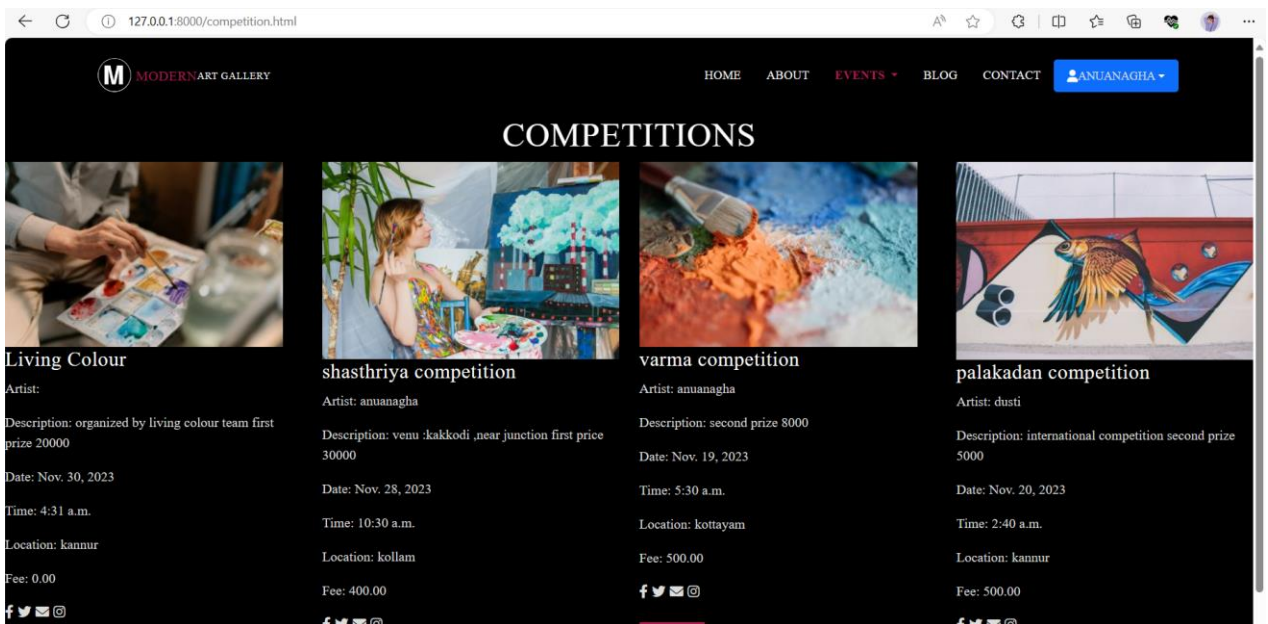 127.0.0.1:8000/competition.html
M MODERNART GALLERY
HOME ABOUT EVENTS BLOG CONTACT ANUANAGHA
COMPETITIONS
Living Colour
Artist:
Description: organized by living colour team first
prize 20000
Date: Nov. 30, 2023
Time: 4:31 a.m.
Location: kannur
Fee: 0.00
shasthriya competition
Artist: anuanagha
Description: venu :kakkodi ,near junction first price
30000
Date: Nov. 28, 2023
Time: 10:30 a.m.
Location: kollam
Fee: 400.00
varma competition
Artist: anuanagha
Description: second prize 8000
Date: Nov. 19, 2023
Time: 5:30 a.m.
Location: kottayam
Fee: 500.00
palakadan competition
Artist: dusti
Description: international competition second prize
5000
Date: Nov. 20, 2023
Time: 2:40 a.m.
Location: kannur
Fee: 500.00